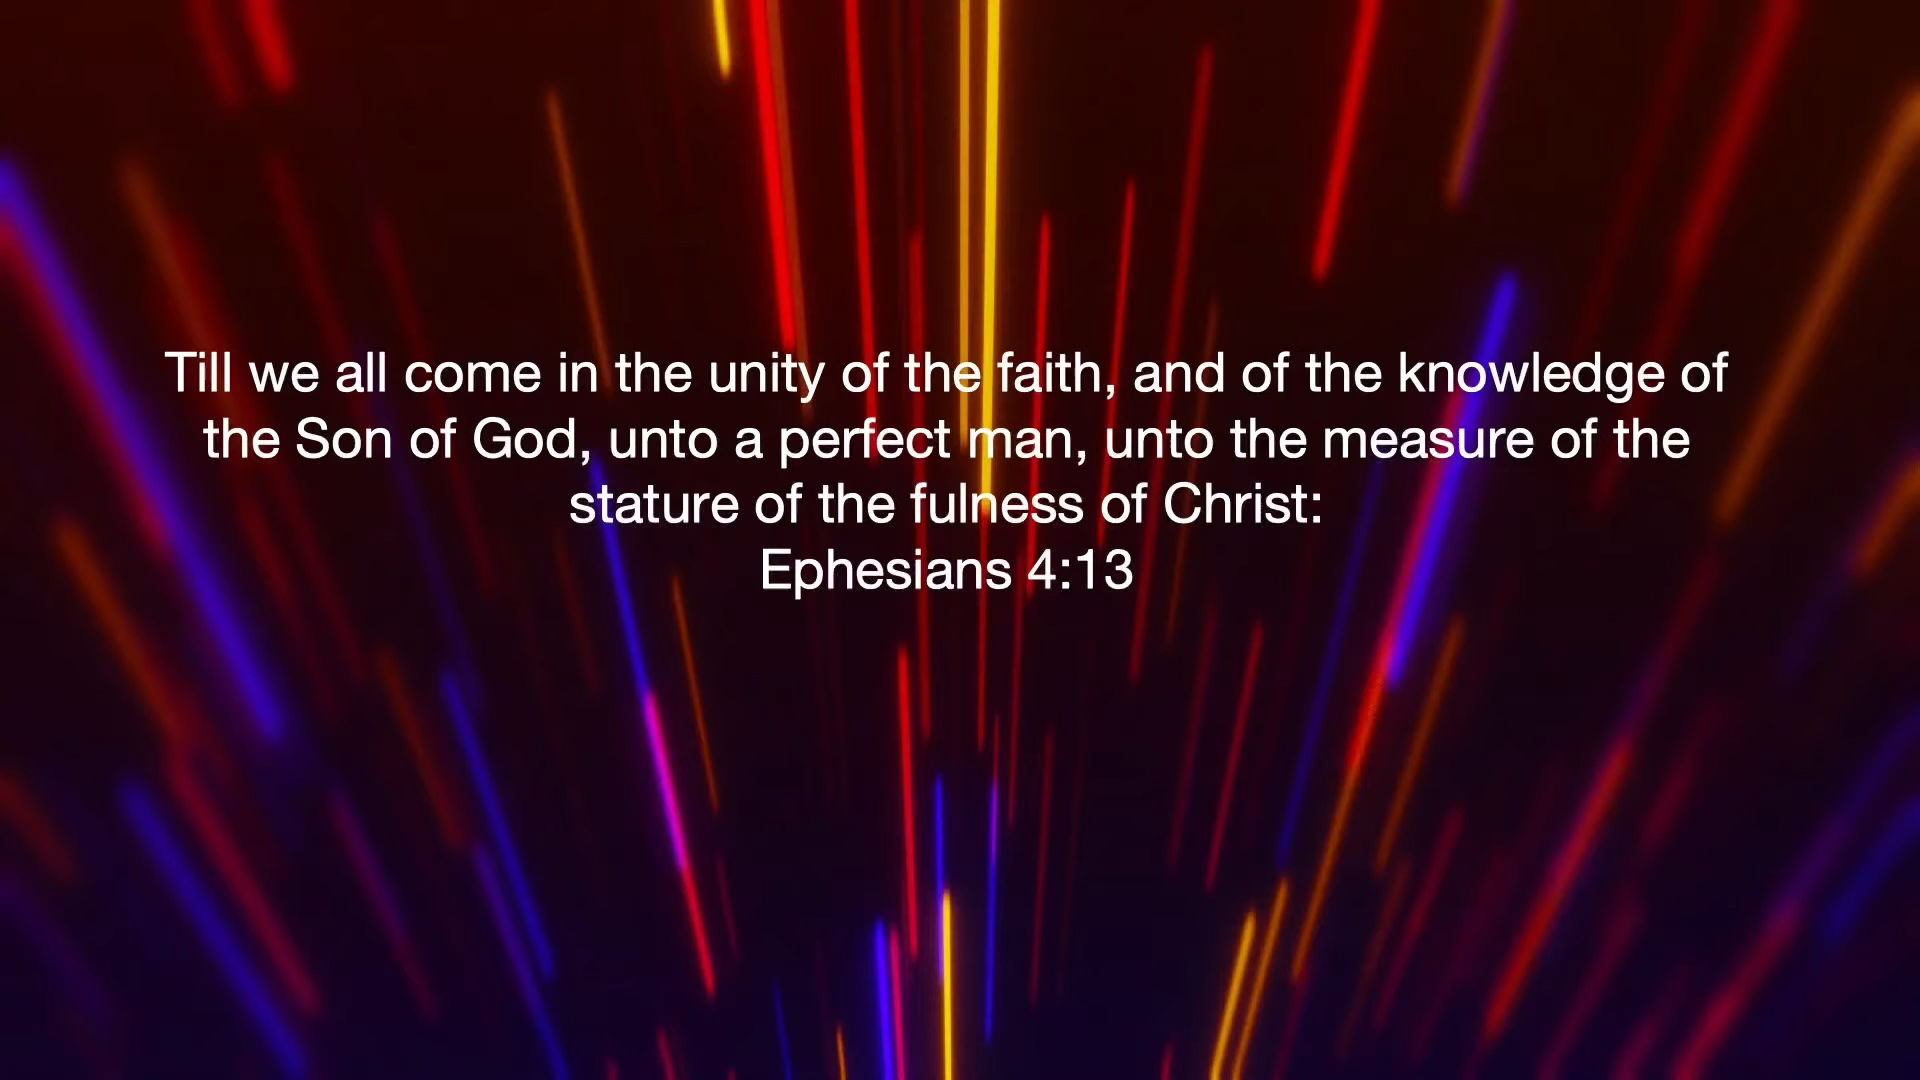 Till we all come in the unity of the faith, and of the knowledge of
the Son of God, unto a perfect man, unto the measure of the
stature of the fulness of Christ:
Ephesians 4:13